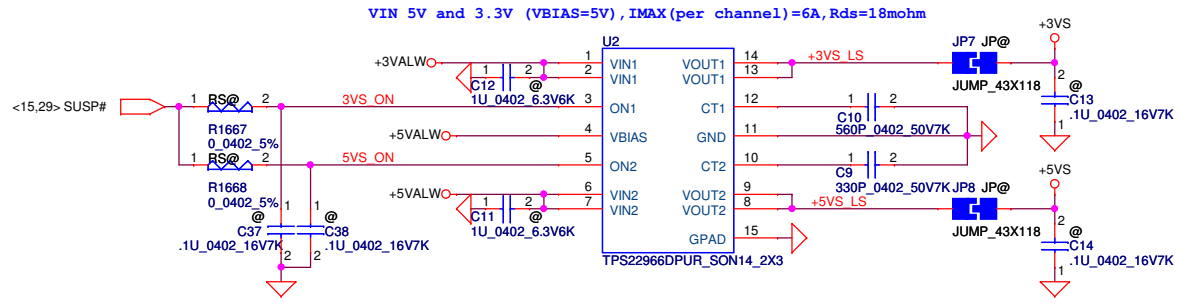 VIN 5V and 3.3V (VBIAS=5V),IMAX(per channel)=6A,Rds=18mohm
+3VS
U2
JP7 JP@
+3VALW
1 VIN1 VOUT1 14 +3VS_LS
2 VIN1 VOUT1 13
1 2
C12 @
1U_0402_6.3V6K
JUMP_43X118
2 @
C13
.1U_0402_16V7K
1
<15,29> SUSP#
1 RS@ 2 3VS_ON 3 ON1 CT1 12 1 2
R1667
0_0402_5%
C10
560P_0402_50V7K
+5VALW 4 VBIAS GND 11
1 RS@ 2 5VS_ON 5 ON2 CT2 10 1 2
R1668
0_0402_5%
C9
330P_0402_50V7K
+5VS
+5VALW 6 VIN2 VOUT2 9
7 VIN2 VOUT2 8 +5VS_LS
JP8 JP@
JUMP_43X118
1 2
C11 @
1U_0402_6.3V6K
1 @ 1 @
C37 C38
.1U_0402_16V7K .1U_0402_16V7K
2 2
GPAD 15
TPS22966DPUR_SON14_2X3
2 @
C14
.1U_0402_16V7K
1